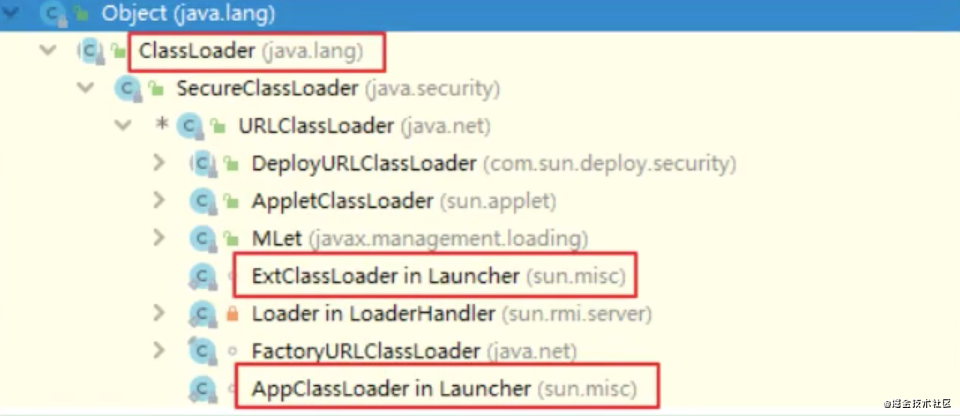 Object (java.lang)
ClassLoader (java.lang)
SecureClassLoader (java.security)
* URLClassLoader (java.net)
DeployURLClassLoader (com.sun.deploy.security)
AppletClassLoader (sun.applet)
MLet (javax.management.loading)
ExtClassLoader in Launcher (sun.misc)
Loader in LoaderHandler (sun.rmi.server)
FactoryURLClassLoader (java.net)
AppClassLoader in Launcher (sun.misc)
@掘金技术社区